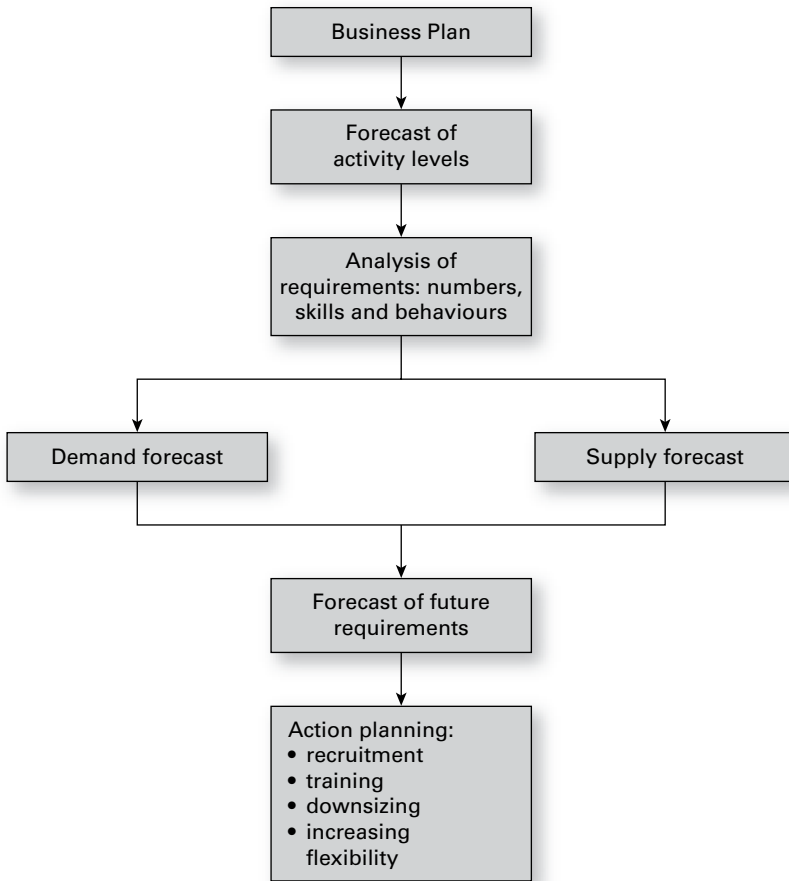 Business Plan
Forecast of
activity levels
Analysis of
requirements: numbers,
skills and behaviours
Demand forecast
Supply forecast
Forecast of future
requirements
Action planning:
• recruitment
• training
• downsizing
• increasing
flexibility